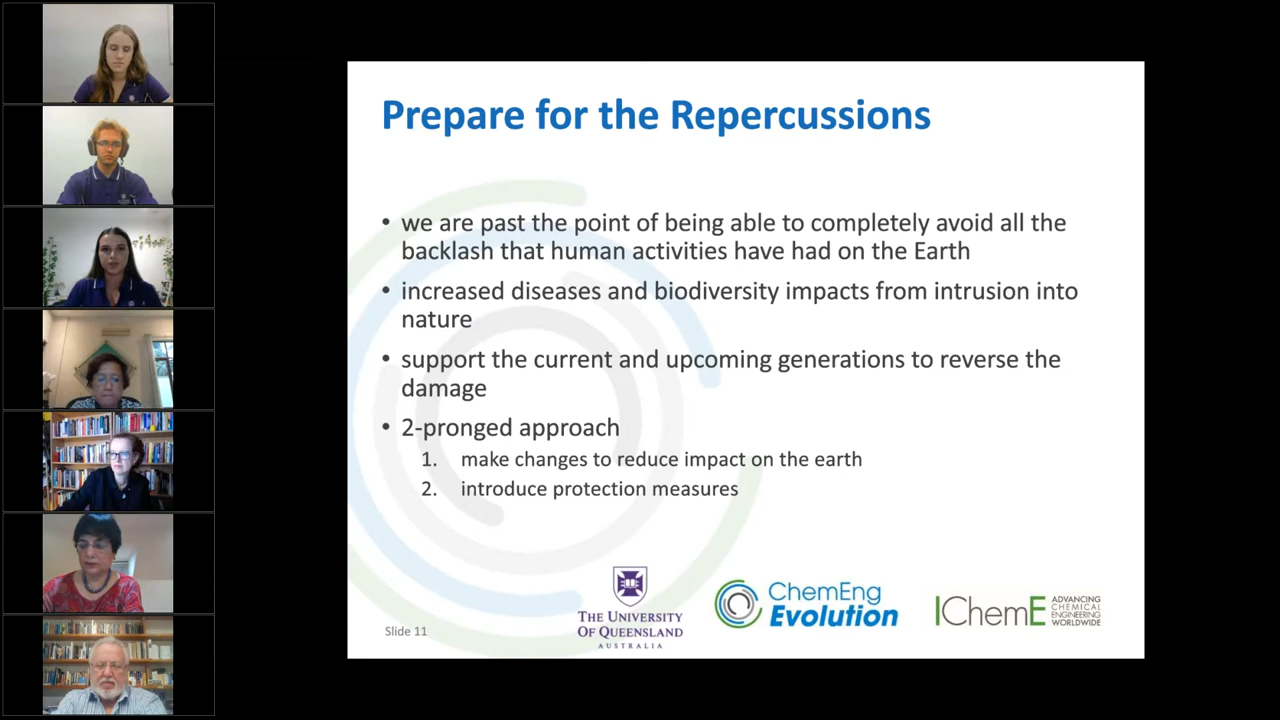 Prepare for the Repercussions
• we are past the point of being able to completely avoid all the
backlash that human activities have had on the Earth
• increased diseases and biodiversity impacts from intrusion into
nature
• support the current and upcoming generations to reverse the
damage
• 2-pronged approach
1. make changes to reduce impact on the earth
2. introduce protection measures
Slide 11
THE UNIVERSITY
OF QUEENSLAND
AUSTRALIA
ChemEng
Evolution
IChemE
ADVANCING
CHEMICAL
ENGINEERING
WORLDWIDE